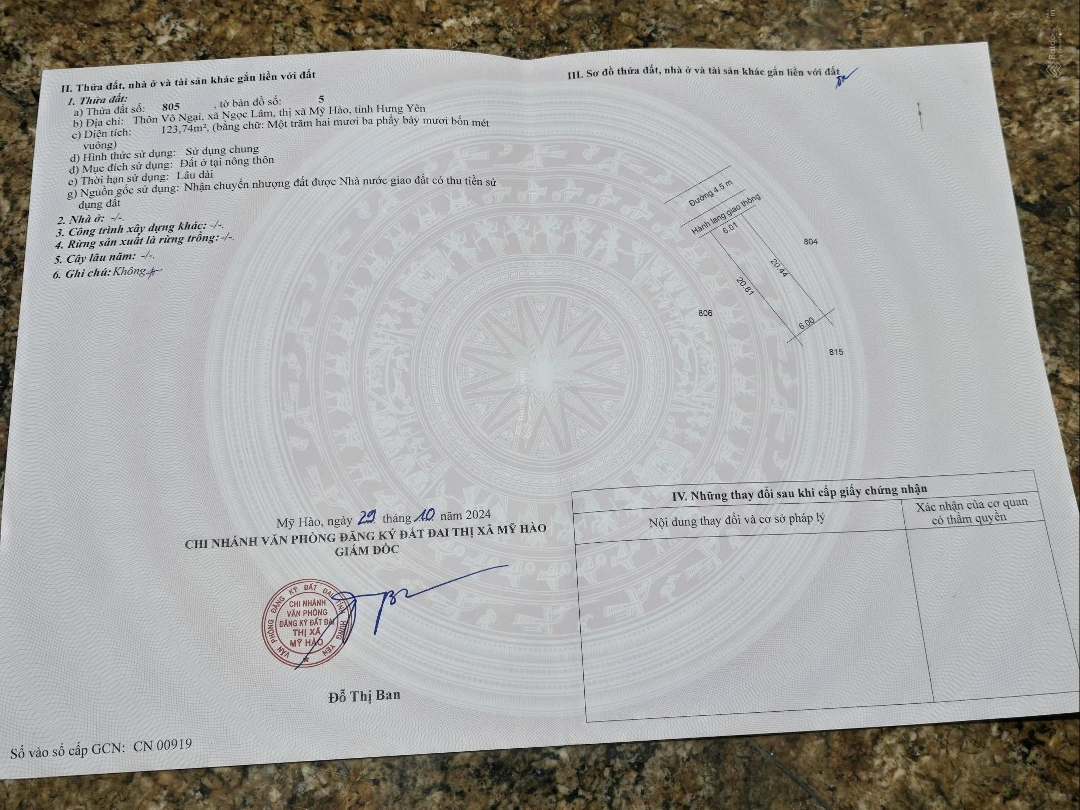 II. Thửa đất, nhà ở và tài sản khác gắn liền với đất
1. Thửa đất:
a) Thửa đất số: 805 , tờ bản đồ số: 5
b) Địa chỉ: Thôn Vô Ngại, xã Ngọc Lâm, thị xã Mỹ Hào, tỉnh Hưng Yên
c) Diện tích: 123,74m², (bằng chữ: Một trăm hai mươi ba phẩy bảy mươi bốn mét
vuông)
d) Hình thức sử dụng: Sử dụng chung
đ) Mục đích sử dụng: Đất ở tại nông thôn
e) Thời hạn sử dụng: Lâu dài
g) Nguồn gốc sử dụng: Nhận chuyển nhượng đất được Nhà nước giao đất có thu tiền sử
dụng đất
2. Nhà ở: -/-
3. Công trình xây dựng khác: -/-
4. Rừng sản xuất là rừng trồng: -/-
5. Cây lâu năm: -/-
6. Ghi chú: Không
Mỹ Hào, ngày 29 tháng 10 năm 2024
CHI NHÁNH VĂN PHÒNG ĐĂNG KÝ ĐẤT ĐAI THỊ XÃ MỸ HÀO
GIÁM ĐỐC
VĂN PHÒNG ĐĂNG KÝ ĐẤT ĐAI TỈNH HƯNG YÊN
CHI NHÁNH
VĂN PHÒNG
ĐĂNG KÝ ĐẤT ĐAI
THỊ XÃ
MỸ HÀO
Đỗ Thị Ban
Số vào sổ cấp GCN: CN 00919
III. Sơ đồ thửa đất, nhà ở và tài sản khác gắn liền với đất
Đường 4.5 m
Hành lang giao thông
6.01
804
20.44
20.61
806
6.00
815
IV. Những thay đổi sau khi cấp giấy chứng nhận
Nội dung thay đổi và cơ sở pháp lý
Xác nhận của cơ quan
có thẩm quyền